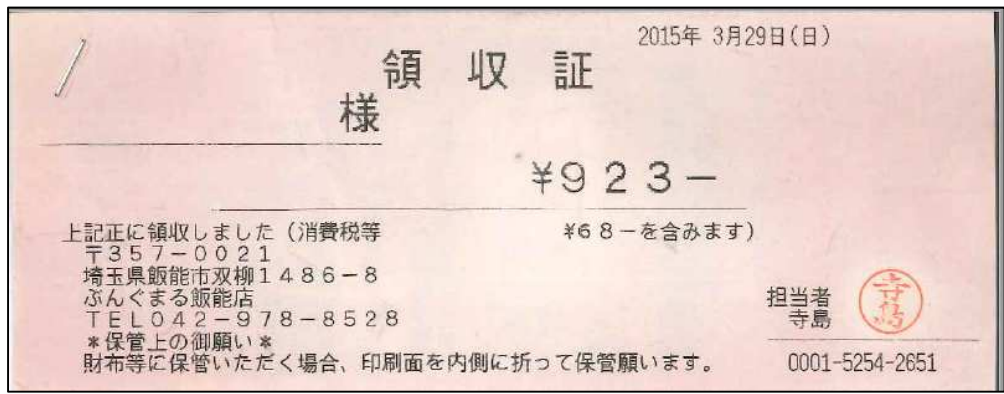 2015年 3月29日(日)
領 収 証
様
¥923−
上記正に領収しました(消費税等 ¥68−を含みます)
〒357−0021
埼玉県飯能市双柳1486−8
ぶんぐまる飯能店
TEL042−978−8528
*保管上の御願い*
財布等に保管いただく場合、印刷面を内側に折って保管願います。
担当者
寺島
寺島
0001-5254-2651